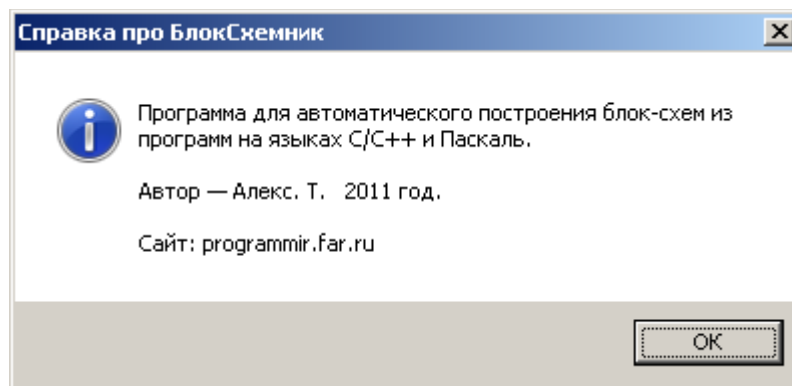 Справка про БлокСхемник
Программа для автоматического построения блок-схем из
программ на языках C/C++ и Паскаль.
Автор — Алекс. Т.   2011 год.
Сайт: programmir.far.ru
OK